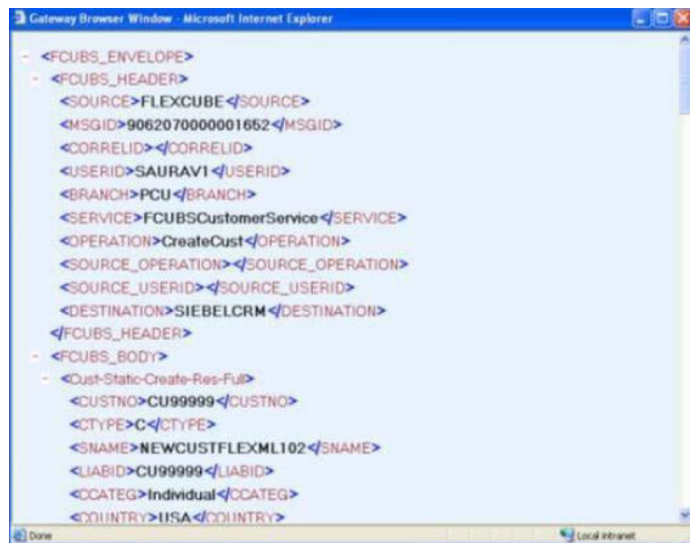 Gateway Browser Window - Microsoft Internet Explorer
- <FCUBS_ENVELOPE>
- <FCUBS_HEADER>
<SOURCE>FLEXCUBE</SOURCE>
<MSGID>9062070000001652</MSGID>
<CORRELID></CORRELID>
<USERID>SAURAV1</USERID>
<BRANCH>PCU</BRANCH>
<SERVICE>FCUBSCustomerService</SERVICE>
<OPERATION>CreateCust</OPERATION>
<SOURCE_OPERATION></SOURCE_OPERATION>
<SOURCE_USERID></SOURCE_USERID>
<DESTINATION>SIEBELCRM</DESTINATION>
</FCUBS_HEADER>
- <FCUBS_BODY>
- <Cust-Static-Create-Res-Full>
<CUSTNO>CU99999</CUSTNO>
<CTYPE>C</CTYPE>
<SNAME>NEWCUSTFLEXML102</SNAME>
<LIABID>CU99999</LIABID>
<CCATEG>Individual</CCATEG>
<COUNTRY>USA</COUNTRY>
Done Local intranet